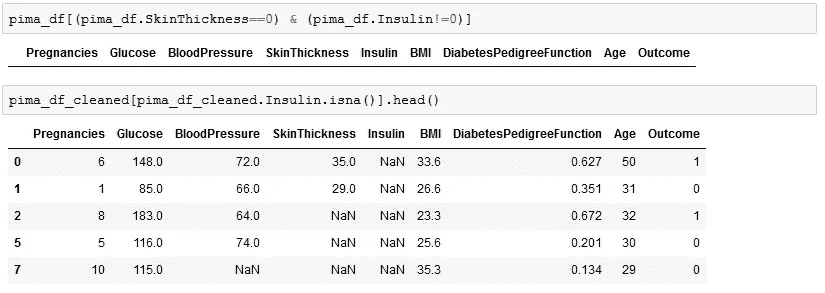 pima_df[(pima_df.SkinThickness==0) & (pima_df.Insulin!=0)]
Pregnancies Glucose BloodPressure SkinThickness Insulin BMI DiabetesPedigreeFunction Age Outcome
pima_df_cleaned[pima_df_cleaned.Insulin.isna()].head()
Pregnancies Glucose BloodPressure SkinThickness Insulin BMI DiabetesPedigreeFunction Age Outcome
0 6 148.0 72.0 35.0 NaN 33.6 0.627 50 1
1 1 85.0 66.0 29.0 NaN 26.6 0.351 31 0
2 8 183.0 64.0 NaN NaN 23.3 0.672 32 1
5 5 116.0 74.0 NaN NaN 25.6 0.201 30 0
7 10 115.0 NaN NaN NaN 35.3 0.134 29 0